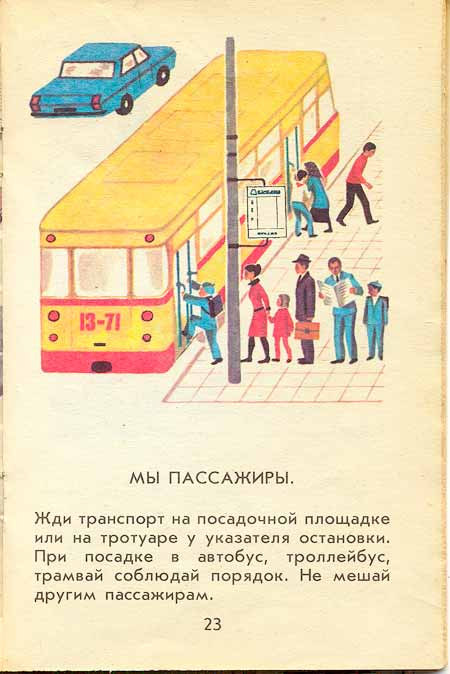 13-71
МЫ ПАССАЖИРЫ.
Жди транспорт на посадочной площадке
или на тротуаре у указателя остановки.
При посадке в автобус, троллейбус,
трамвай соблюдай порядок. Не мешай
другим пассажирам.
23